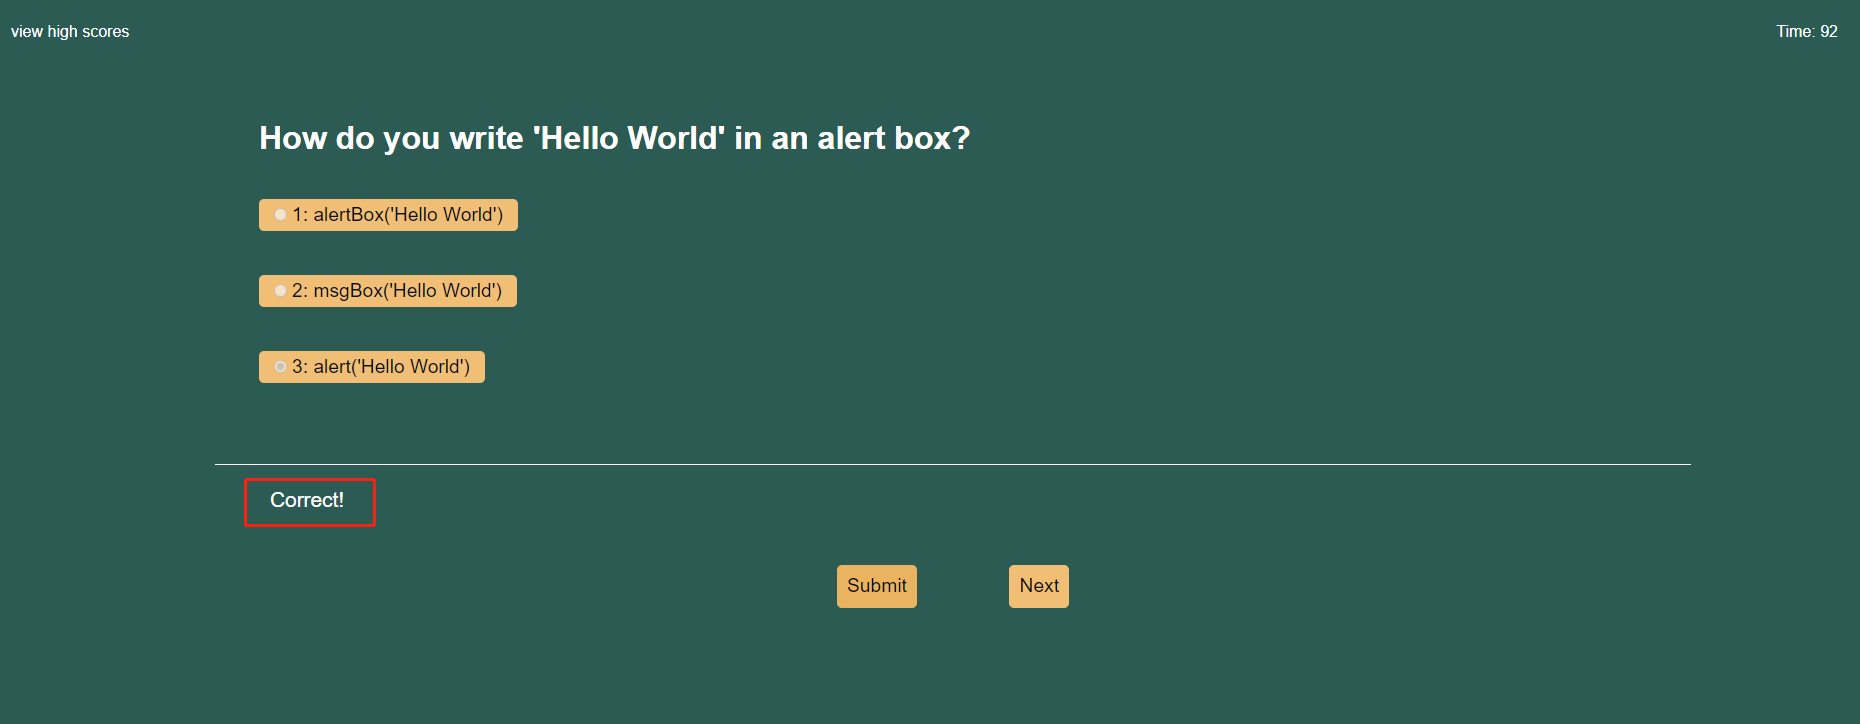 view high scores
Time: 92
How do you write 'Hello World' in an alert box?
1: alertBox('Hello World')
2: msgBox('Hello World')
3: alert('Hello World')
Correct!
Submit
Next